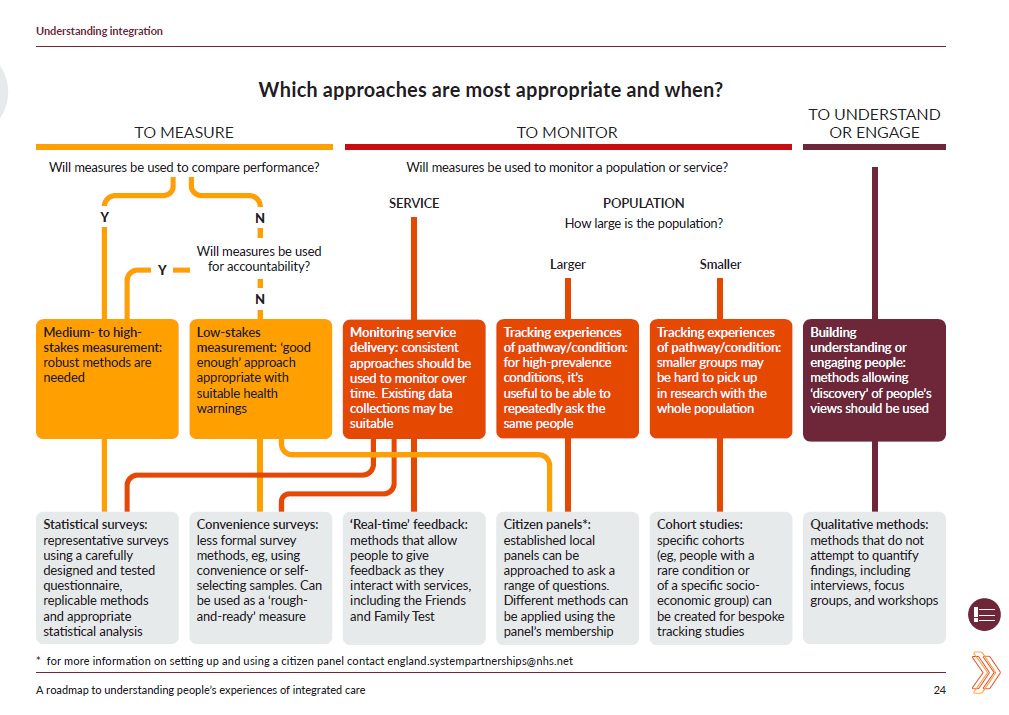 Understanding integration
Which approaches are most appropriate and when?
TO MEASURE
TO MONITOR
TO UNDERSTAND
OR ENGAGE
Will measures be used to compare performance?
Will measures be used to monitor a population or service?
Y
N
SERVICE
POPULATION
How large is the population?
Will measures be used
for accountability?
Y
N
Larger
Smaller
Medium- to high-
stakes measurement:
robust methods are
needed
Low-stakes
measurement: ‘good
enough’ approach
appropriate with
suitable health
warnings
Monitoring service
delivery: consistent
approaches should be
used to monitor over
time. Existing data
collections may be
suitable
Tracking experiences
of pathway/condition:
for high-prevalence
conditions, it’s
useful to be able to
repeatedly ask the
same people
Tracking experiences
of pathway/condition:
smaller groups may
be hard to pick up
in research with the
whole population
Building
understanding or
engaging people:
methods allowing
‘discovery’ of people’s
views should be used
Statistical surveys:
representative surveys
using a carefully
designed and tested
questionnaire,
replicable methods
and appropriate
statistical analysis
Convenience surveys:
less formal survey
methods, eg, using
convenience or self-
selecting samples. Can
be used as a ‘rough-
and-ready’ measure
‘Real-time’ feedback:
methods that allow
people to give
feedback as they
interact with services,
including the Friends
and Family Test
Citizen panels*:
established local
panels can be
approached to ask a
range of questions.
Different methods can
be applied using the
panel’s membership
Cohort studies:
specific cohorts
(eg, people with a
rare condition or
of a specific socio-
economic group) can
be created for bespoke
tracking studies
Qualitative methods:
methods that do not
attempt to quantify
findings, including
interviews, focus
groups, and workshops
* for more information on setting up and using a citizen panel contact england.systempartnerships@nhs.net
A roadmap to understanding people’s experiences of integrated care
24